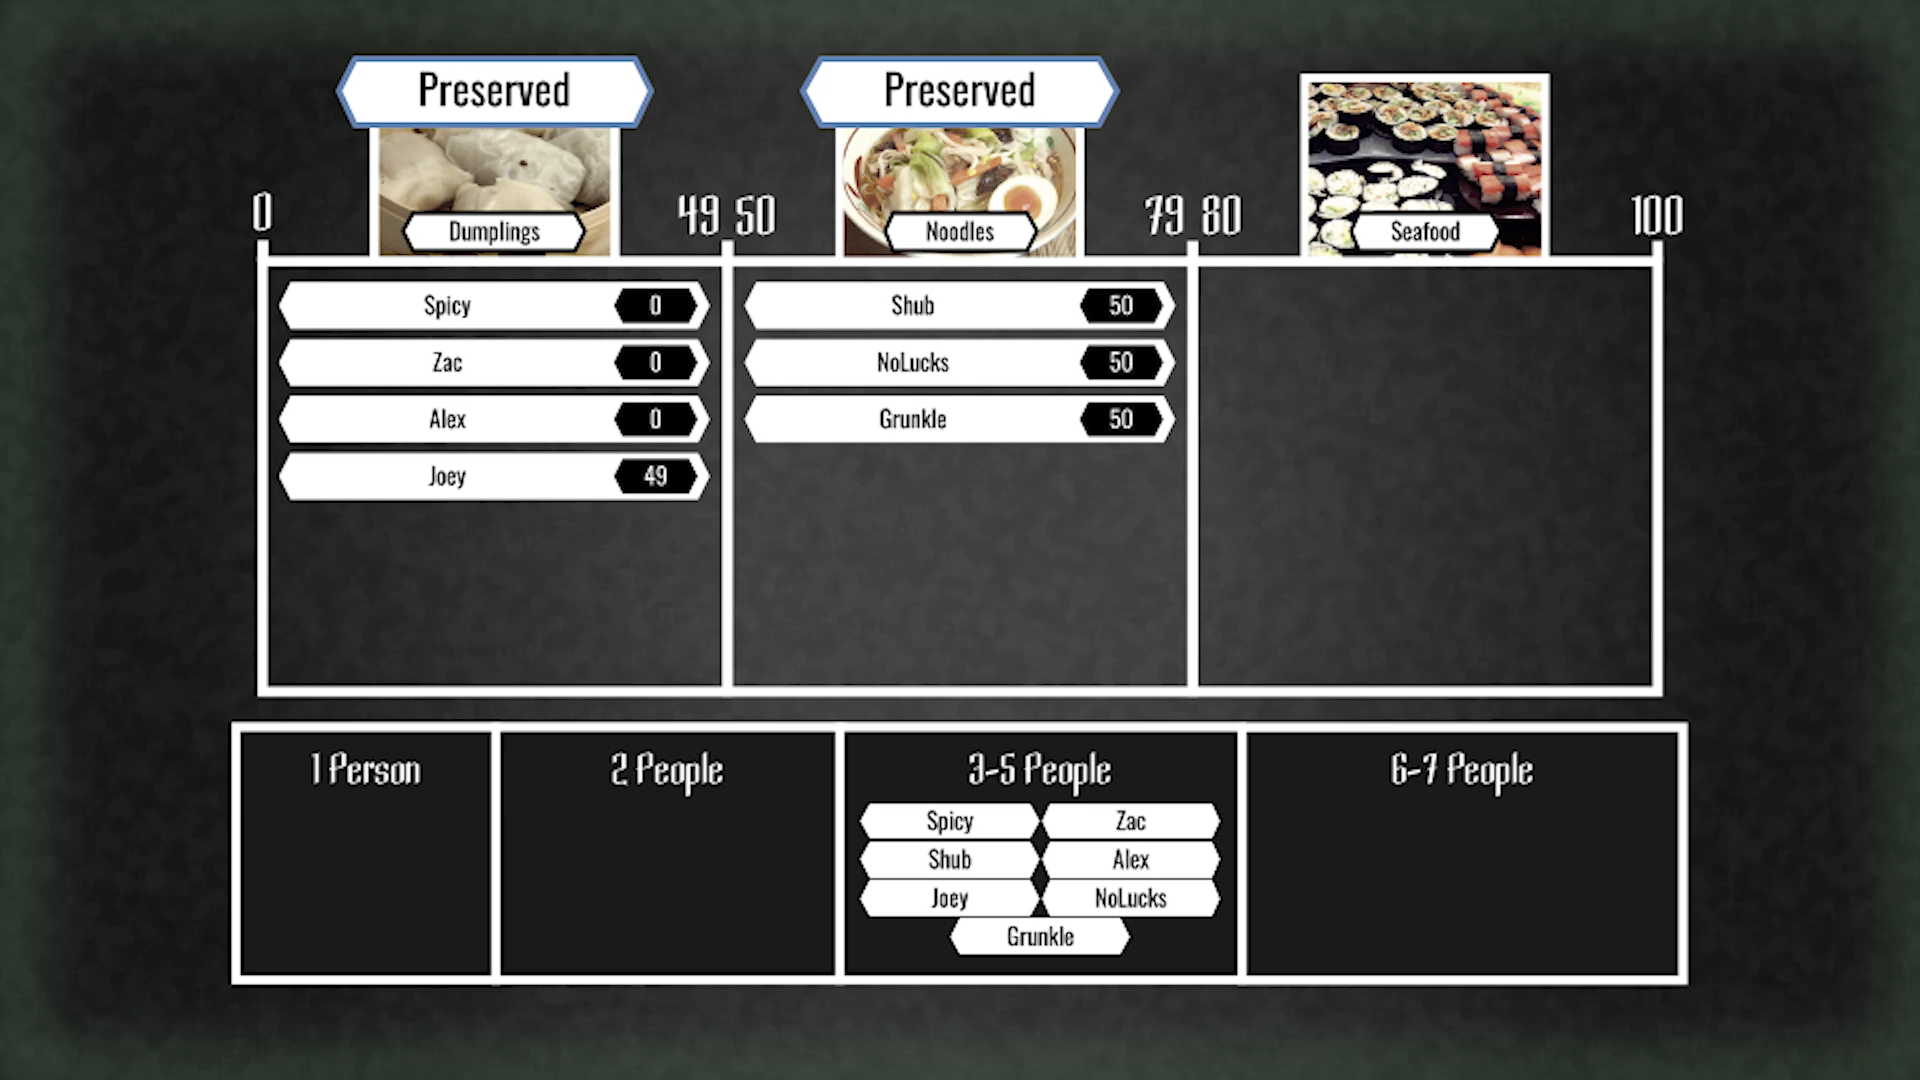 Preserved
Preserved
0
Dumplings
49 50
Noodles
79 80
Seafood
100
Spicy 0
Zac 0
Alex 0
Joey 49
Shub 50
NoLucks 50
Grunkle 50
1 Person
2 People
3-5 People
6-7 People
Spicy Zac
Shub Alex
Joey NoLucks
Grunkle